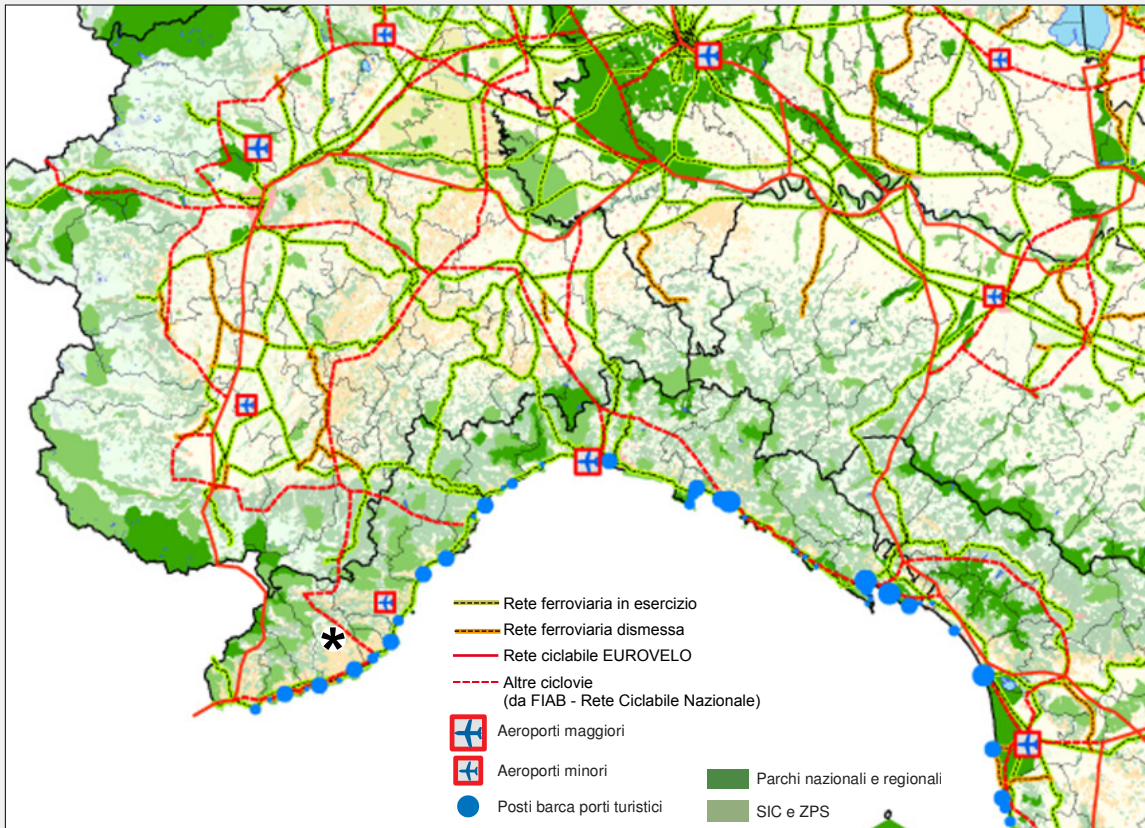 *
Rete ferroviaria in esercizio
Rete ferroviaria dismessa
Rete ciclabile EUROVELO
Altre ciclovie
(da FIAB - Rete Ciclabile Nazionale)
Aeroporti maggiori
Aeroporti minori
Posti barca porti turistici
Parchi nazionali e regionali
SIC e ZPS